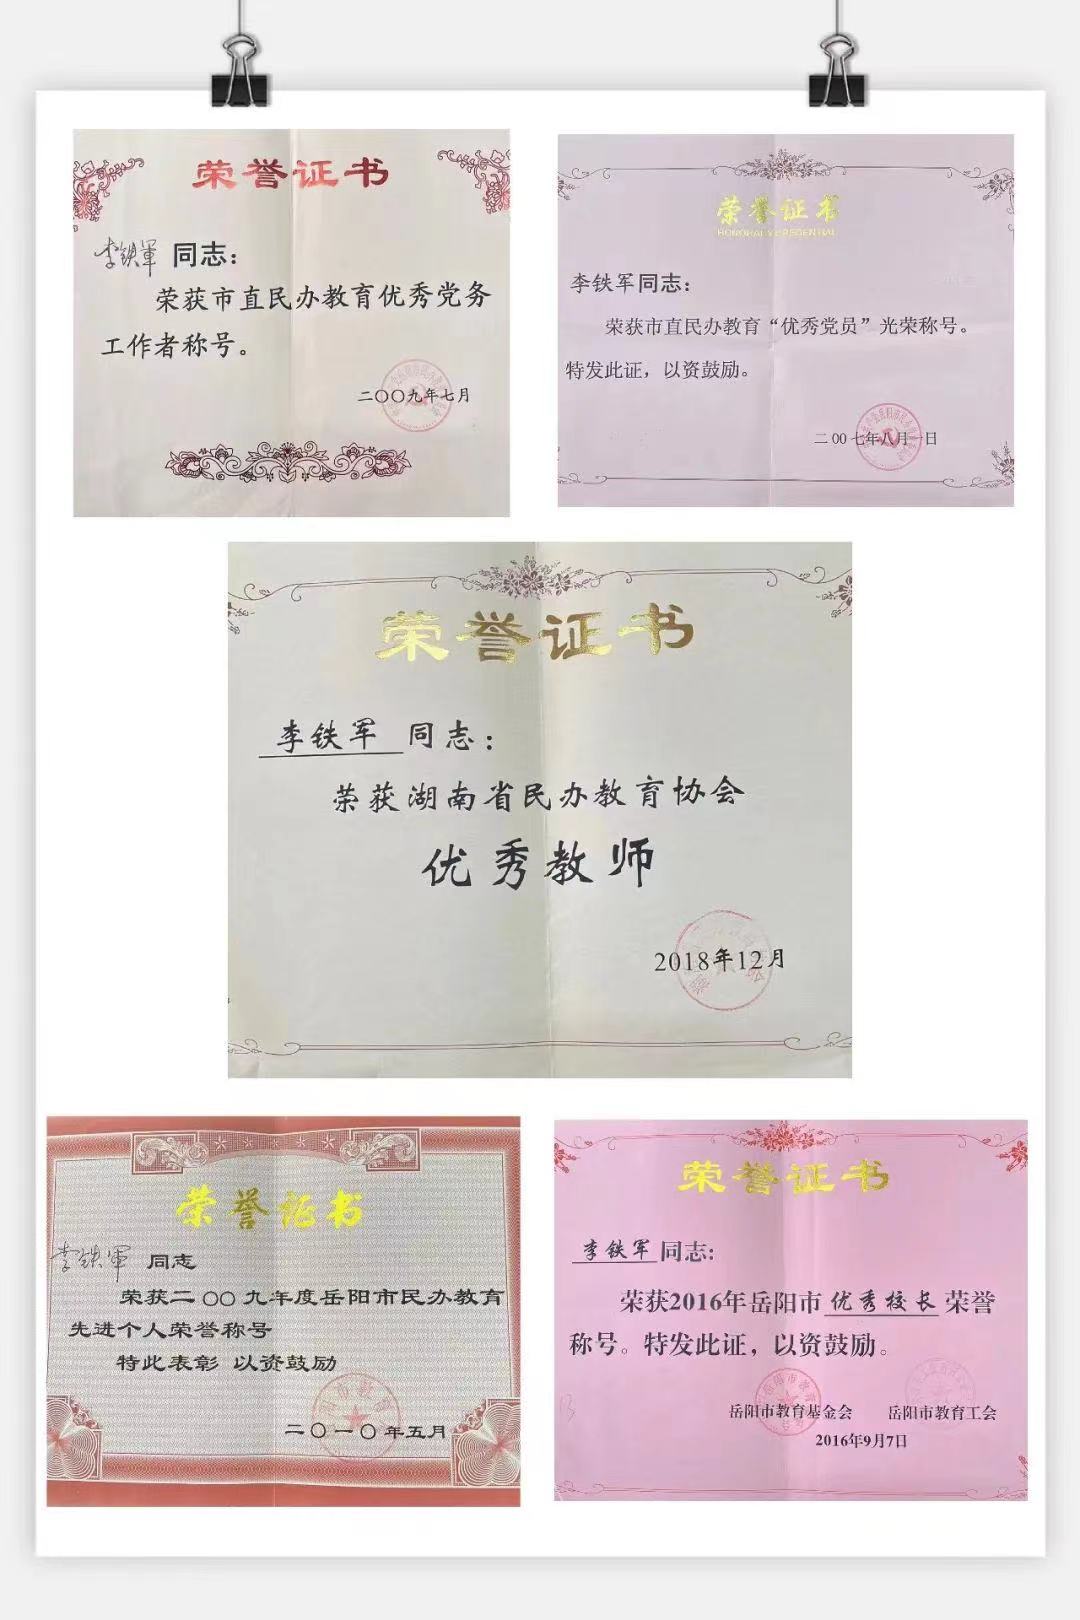 荣誉证书
李铁軍 同志：
荣获市直民办教育优秀党务
工作者称号。
二〇〇九年七月
荣誉证书
HONORARY CREDENTIAL
李铁军同志：
荣获市直民办教育“优秀党员”光荣称号。
特发此证，以资鼓励。
二00七年八月一日
荣誉证书
李铁军 同志：
荣获湖南省民办教育协会
优秀教师
2018年12月
荣誉证书
李铁軍 同志
荣获二〇〇九年度岳阳市民办教育
先进个人荣誉称号
特此表彰 以资鼓励
二〇一〇年五月
荣誉证书
李铁军 同志:
荣获2016年岳阳市 优秀校长 荣誉
称号。特发此证，以资鼓励。
岳阳市教育基金会 岳阳市教育工会
2016年9月7日